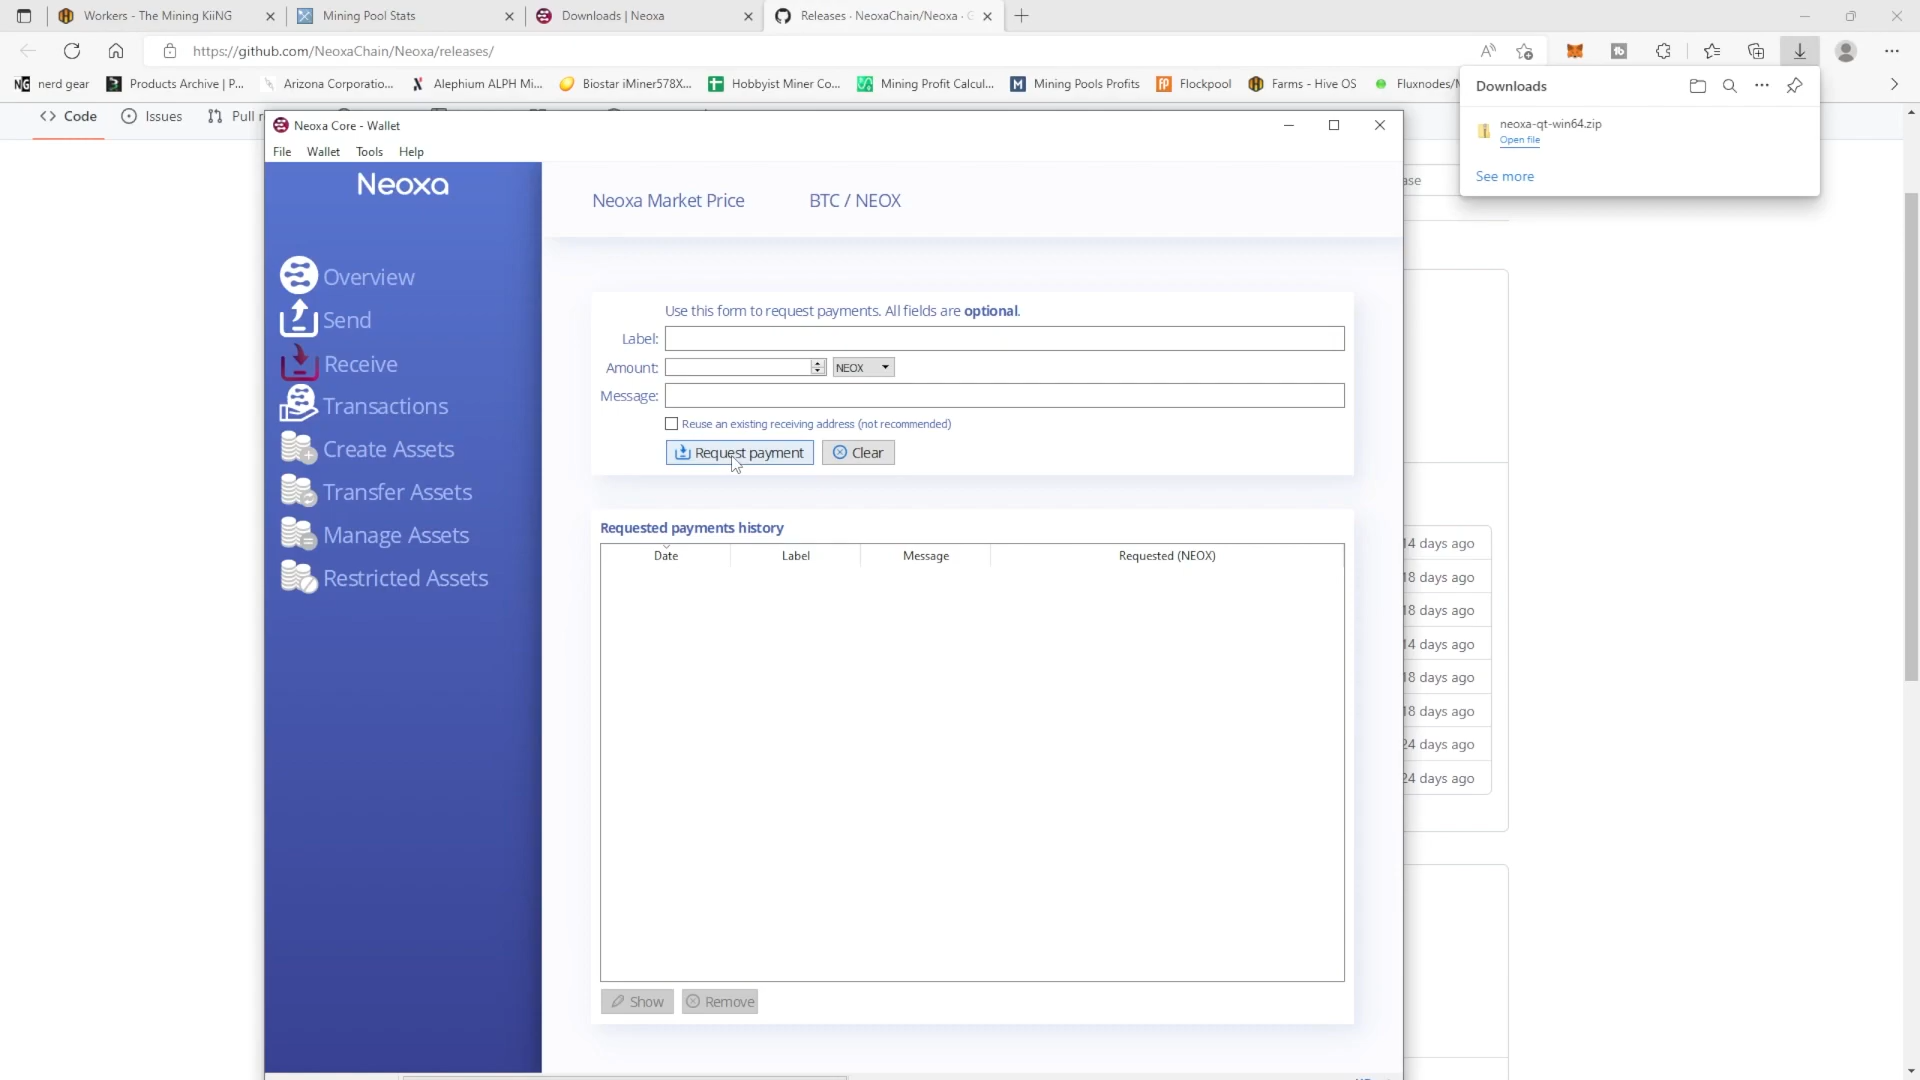 Workers - The Mining KiiNG
Mining Pool Stats
Downloads | Neoxa
Releases · NeoxaChain/Neoxa · G
https://github.com/NeoxaChain/Neoxa/releases/
nerd gear
Products Archive | P...
Arizona Corporatio...
Alephium ALPH Mi...
Biostar iMiner578X...
Hobbyist Miner Co...
Mining Profit Calcul...
Mining Pools Profits
Flockpool
Farms - Hive OS
Fluxnodes/
Downloads
neoxa-qt-win64.zip
Open file
See more
Code
Issues
Pull
Neoxa Core - Wallet
File
Wallet
Tools
Help
Neoxa
Overview
Send
Receive
Transactions
Create Assets
Transfer Assets
Manage Assets
Restricted Assets
Neoxa Market Price
BTC / NEOX
Use this form to request payments. All fields are optional.
Label:
Amount:
NEOX
Message:
Reuse an existing receiving address (not recommended)
Request payment
Clear
Requested payments history
Date
Label
Message
Requested (NEOX)
Show
Remove
ase
14 days ago
18 days ago
18 days ago
14 days ago
18 days ago
18 days ago
24 days ago
24 days ago